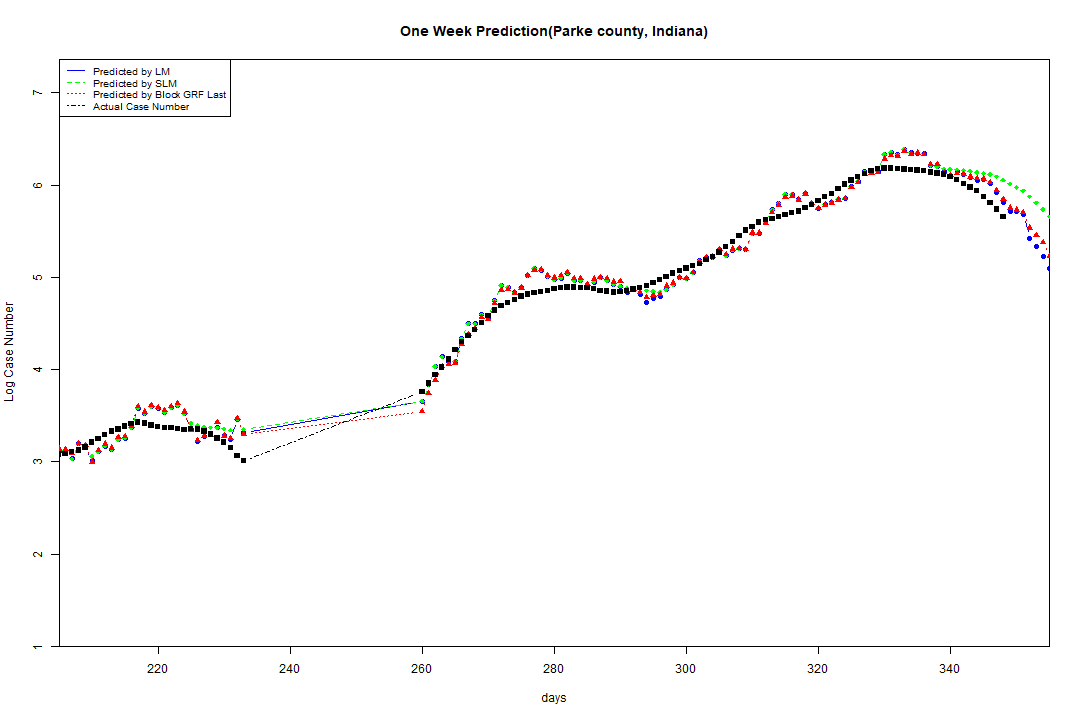 One Week Prediction(Parke county, Indiana)
Predicted by LM
Predicted by SLM
Predicted by Block GRF Last
Actual Case Number
7
6
5
4
3
2
1
Log Case Number
220 240 260 280 300 320 340
days